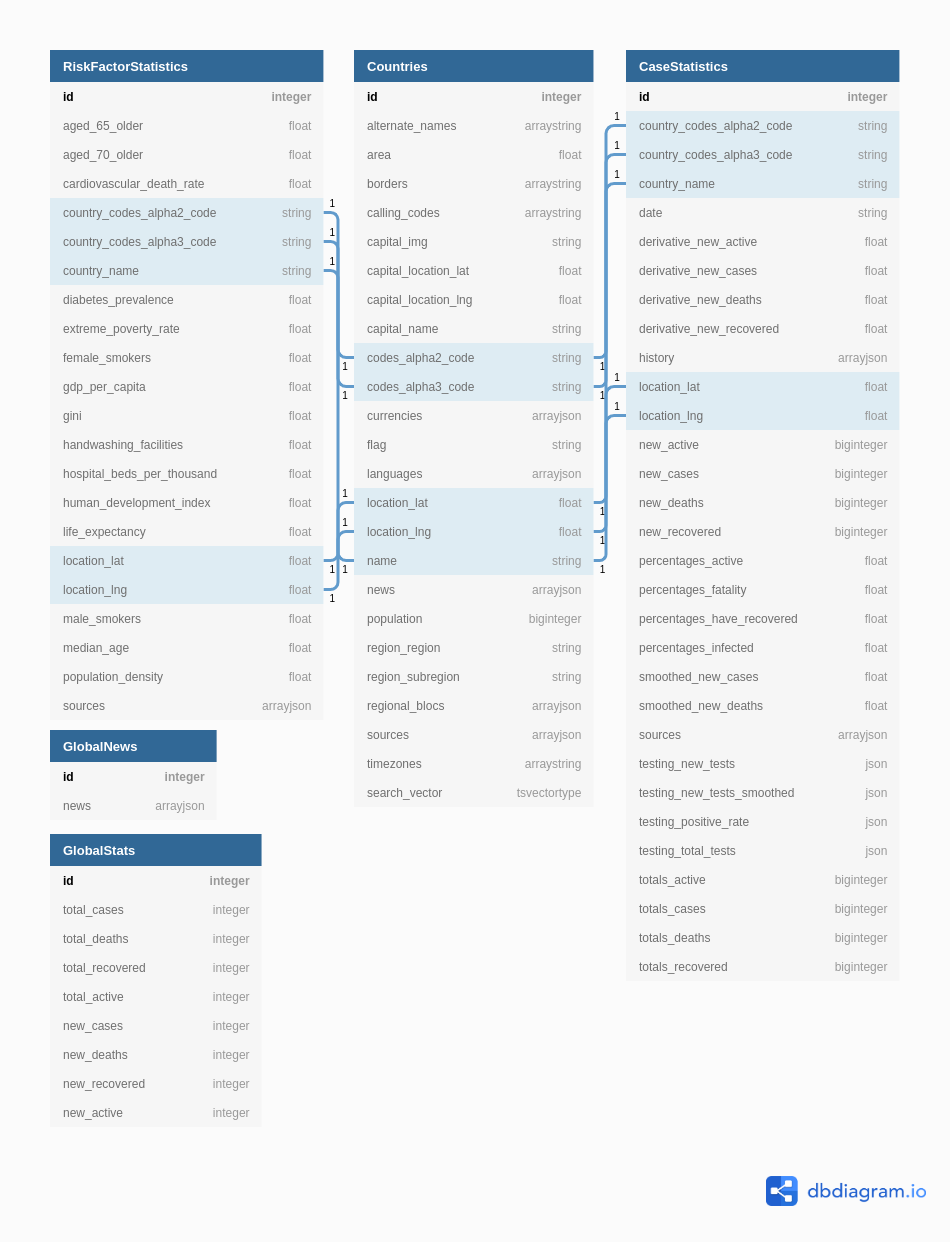 RiskFactorStatistics
id integer
aged_65_older float
aged_70_older float
cardiovascular_death_rate float
country_codes_alpha2_code string 1
country_codes_alpha3_code string 1
country_name string 1
diabetes_prevalence float
extreme_poverty_rate float
female_smokers float
gdp_per_capita float
gini float
handwashing_facilities float
hospital_beds_per_thousand float
human_development_index float
life_expectancy float
location_lat float 1
location_lng float 1
male_smokers float
median_age float
population_density float
sources arrayjson
GlobalNews
id integer
news arrayjson
GlobalStats
id integer
total_cases integer
total_deaths integer
total_recovered integer
total_active integer
new_cases integer
new_deaths integer
new_recovered integer
new_active integer
Countries
id integer
alternate_names arraystring
area float
borders arraystring
calling_codes arraystring
capital_img string
capital_location_lat float
capital_location_lng float
capital_name string
1 codes_alpha2_code string 1
1 codes_alpha3_code string 1
currencies arrayjson
flag string
languages arrayjson
1 location_lat float 1
1 location_lng float 1
1 name string 1
news arrayjson
population biginteger
region_region string
region_subregion string
regional_blocs arrayjson
sources arrayjson
timezones arraystring
search_vector tsvectortype
CaseStatistics
id integer
1 country_codes_alpha2_code string
1 country_codes_alpha3_code string
1 country_name string
date string
derivative_new_active float
derivative_new_cases float
derivative_new_deaths float
derivative_new_recovered float
history arrayjson
1 location_lat float
1 location_lng float
new_active biginteger
new_cases biginteger
new_deaths biginteger
new_recovered biginteger
percentages_active float
percentages_fatality float
percentages_have_recovered float
percentages_infected float
smoothed_new_cases float
smoothed_new_deaths float
sources arrayjson
testing_new_tests json
testing_new_tests_smoothed json
testing_positive_rate json
testing_total_tests json
totals_active biginteger
totals_cases biginteger
totals_deaths biginteger
totals_recovered biginteger
dbdiagram.io